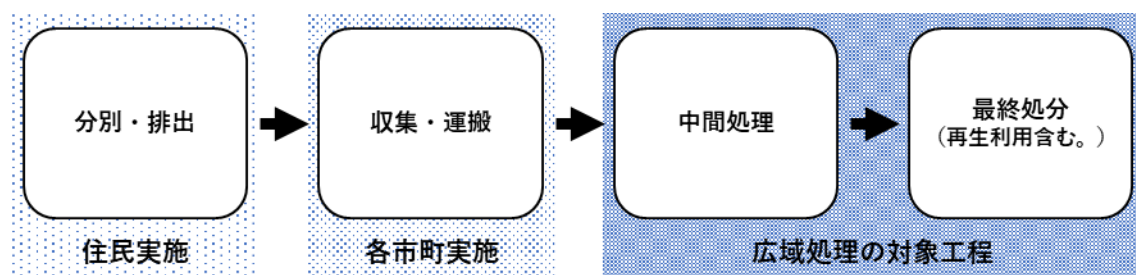 分別・排出
収集・運搬
中間処理
最終処分
（再生利用含む。）
住民実施
各市町実施
広域処理の対象工程